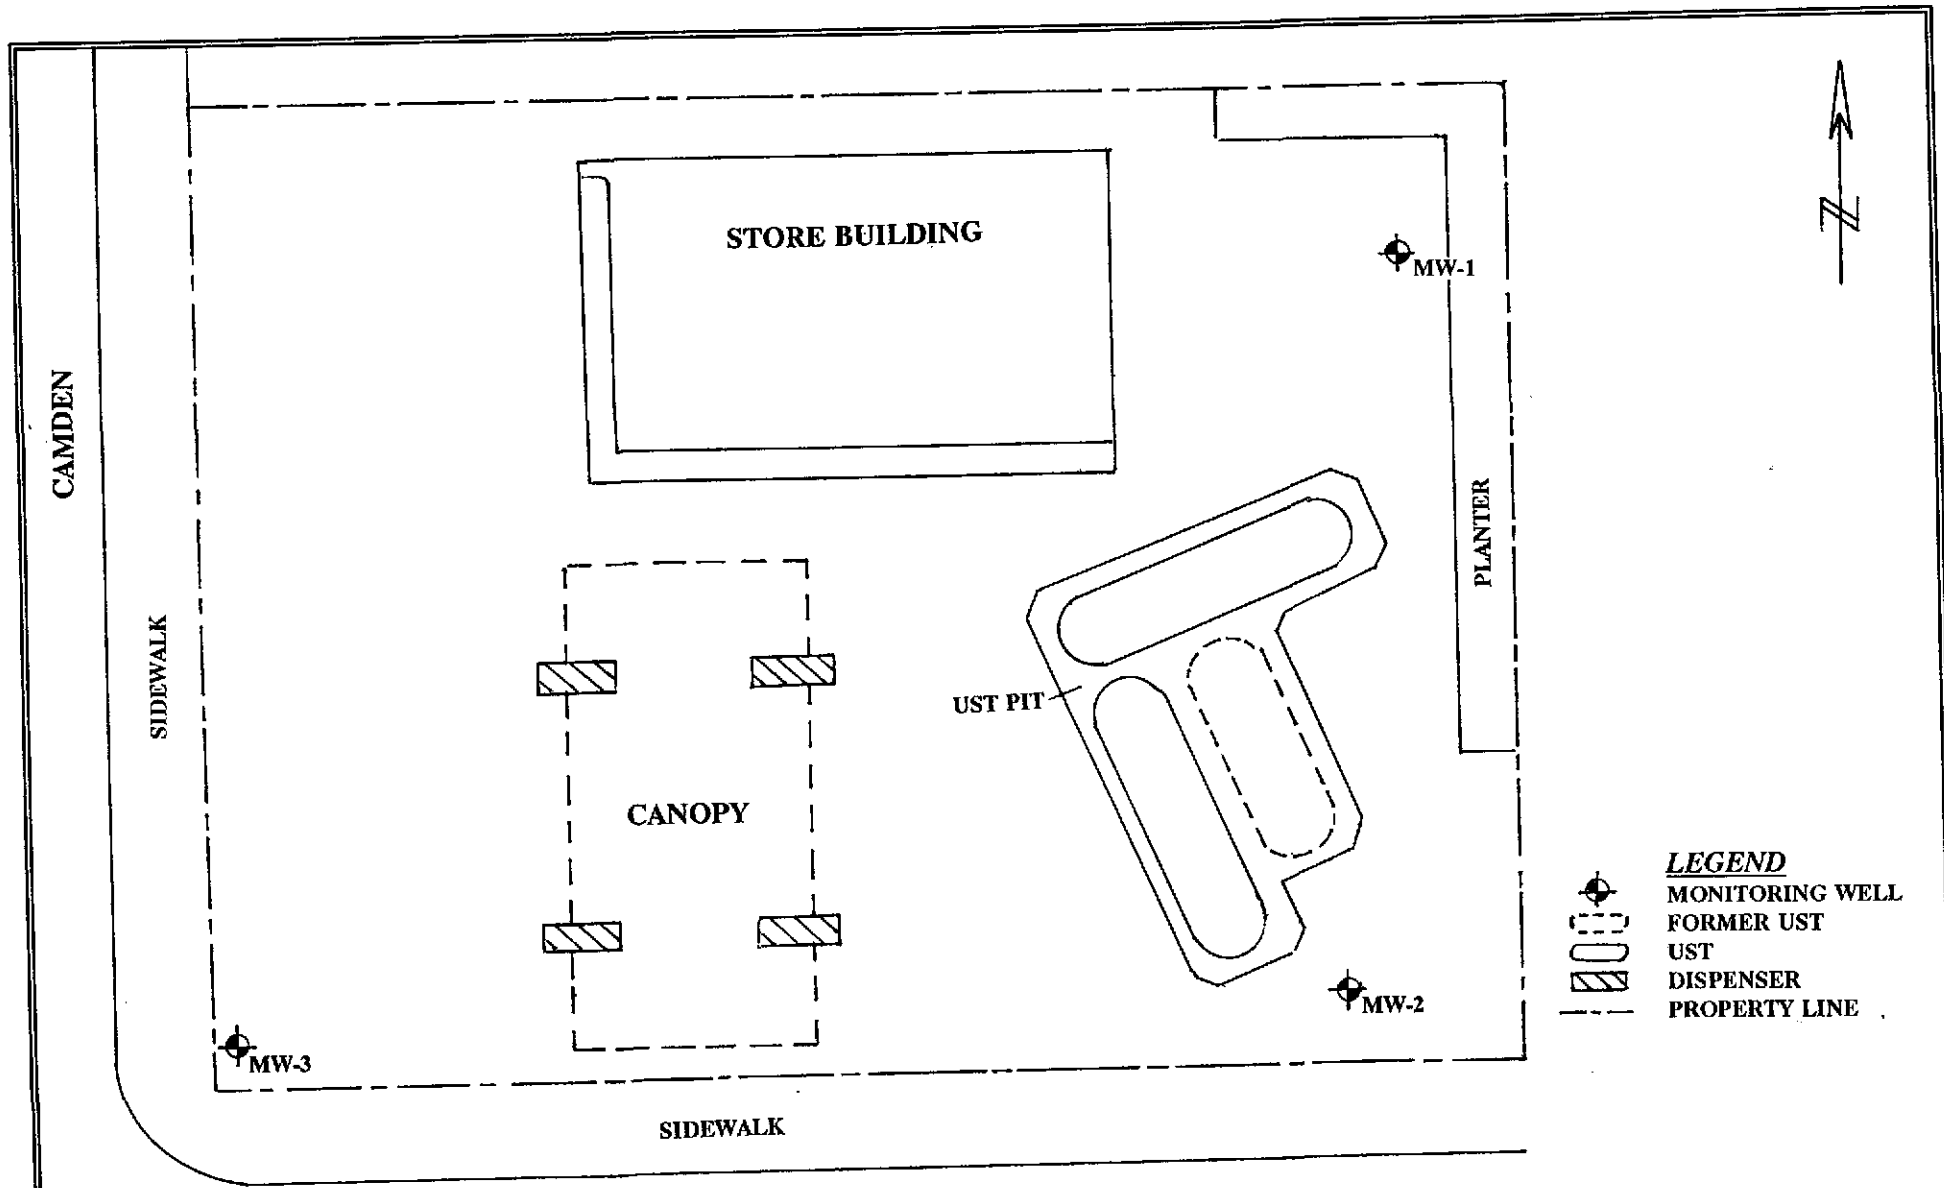 STORE BUILDING
N
MW-1
CAMDEN
PLANTER
SIDEWALK
UST PIT
CANOPY
LEGEND
MONITORING WELL
FORMER UST
UST
DISPENSER
PROPERTY LINE
MW-2
MW-3
SIDEWALK